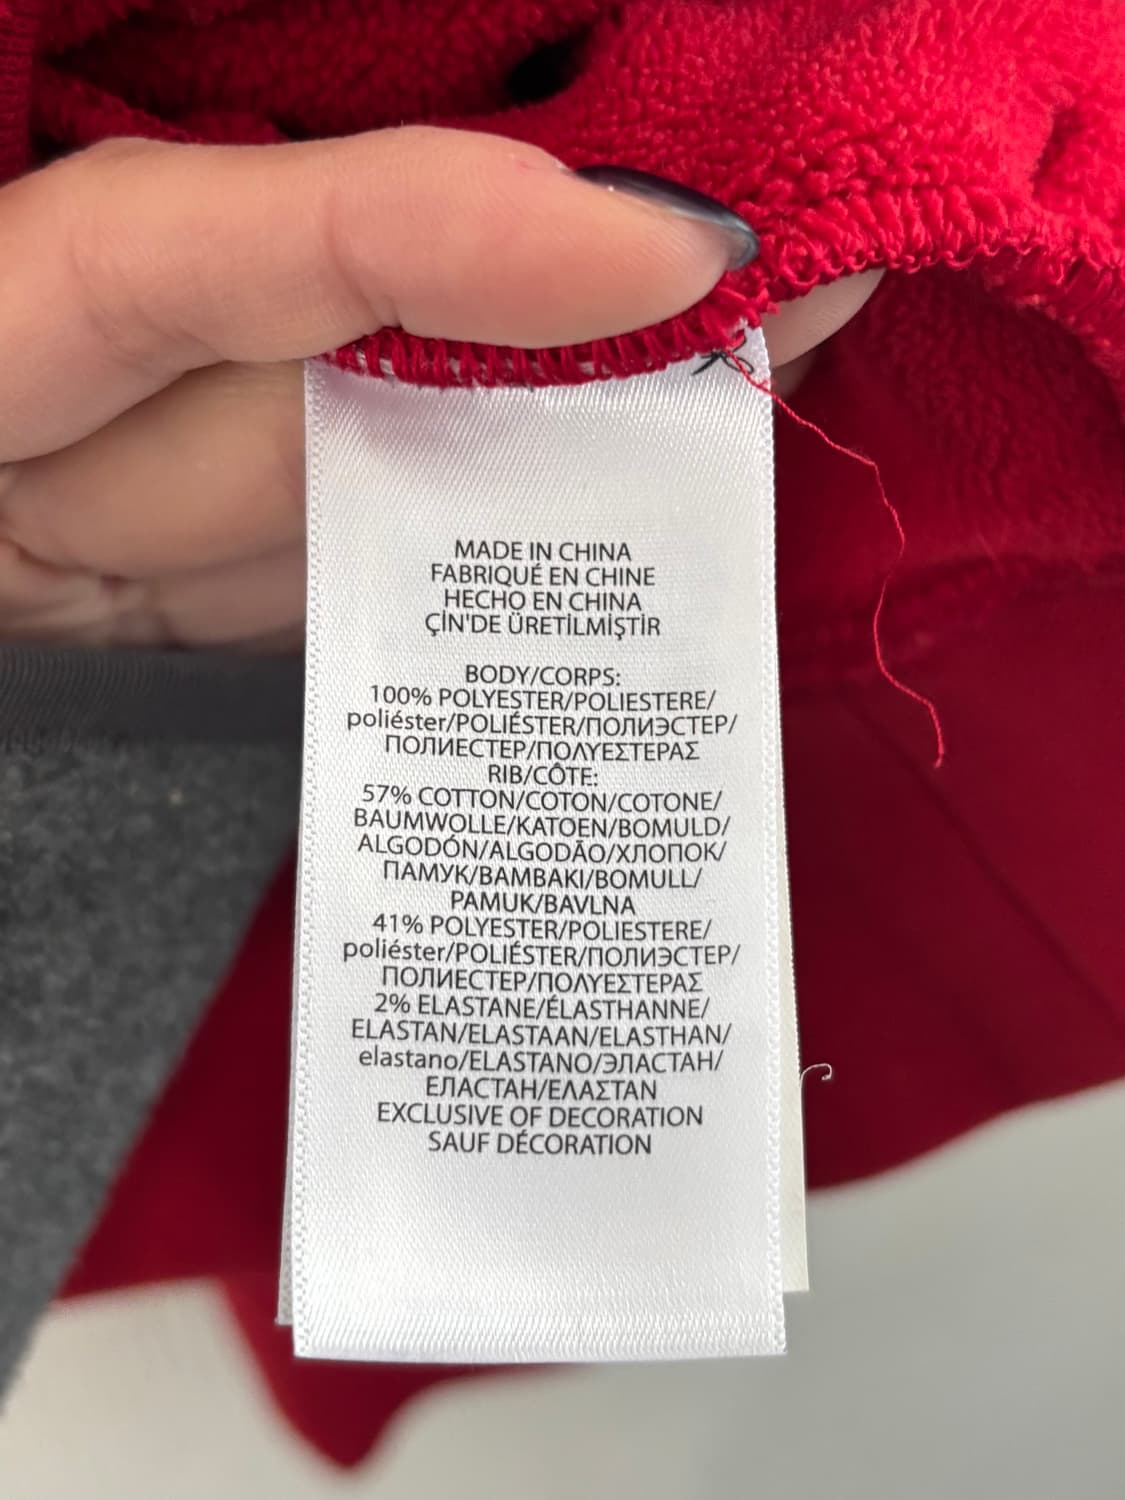 MADE IN CHINA
FABRIQUÉ EN CHINE
HECHO EN CHINA
ÇİN'DE ÜRETİLMİŞTİR
BODY/CORPS:
100% POLYESTER/POLIESTERE/
poliéster/POLIÉSTER/ПОЛИЭСТЕР/
ПОЛИЕСТЕР/ΠΟΛΥΕΣΤΕΡΑΣ
RIB/CÔTE:
57% COTTON/COTON/COTONE/
BAUMWOLLE/KATOEN/BOMULD/
ALGODÓN/ALGODÃO/ХЛОПОК/
ПАМУК/BAMBAKI/BOMULL/
PAMUK/BAVLNA
41% POLYESTER/POLIESTERE/
poliéster/POLIÉSTER/ПОЛИЭСТЕР/
ПОЛИЕСТЕР/ΠΟΛΥΕΣΤΕΡΑΣ
2% ELASTANE/ÉLASTHANNE/
ELASTAN/ELASTAAN/ELASTHAN/
elastano/ELASTANO/ЭЛАСТАН/
ЕЛАСТАН/ΕΛΑΣΤΑΝ
EXCLUSIVE OF DECORATION
SAUF DÉCORATION